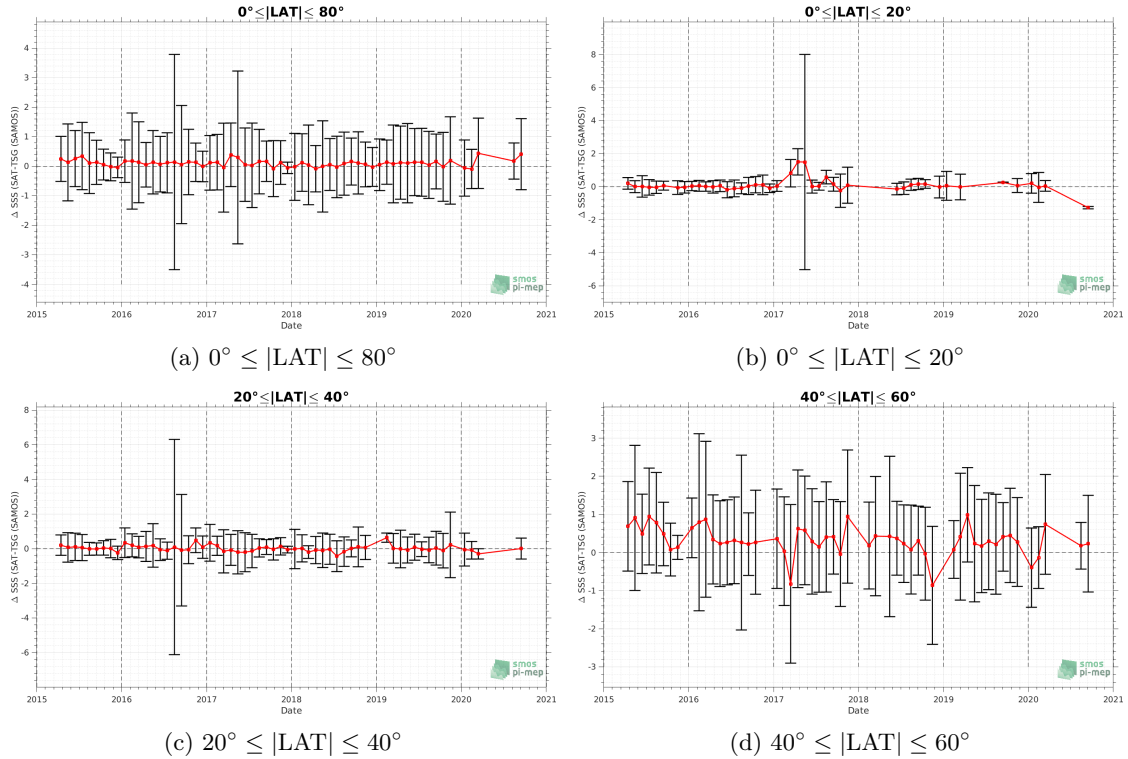 0°≤|LAT|≤ 80°
Δ SSS (SAT-TSG (SAMOS))
4
3
2
1
0
-1
-2
-3
-4
2015 2016 2017 2018 2019 2020 2021
Date
smos
pi-mep
(a) 0° ≤ |LAT| ≤ 80°
0°≤|LAT|≤ 20°
Δ SSS (SAT-TSG (SAMOS))
8
6
4
2
0
-2
-4
-6
2015 2016 2017 2018 2019 2020 2021
Date
smos
pi-mep
(b) 0° ≤ |LAT| ≤ 20°
20°≤|LAT|≤ 40°
Δ SSS (SAT-TSG (SAMOS))
8
6
4
2
0
-2
-4
-6
2015 2016 2017 2018 2019 2020 2021
Date
smos
pi-mep
(c) 20° ≤ |LAT| ≤ 40°
40°≤|LAT|≤ 60°
Δ SSS (SAT-TSG (SAMOS))
3
2
1
0
-1
-2
-3
2015 2016 2017 2018 2019 2020 2021
Date
smos
pi-mep
(d) 40° ≤ |LAT| ≤ 60°